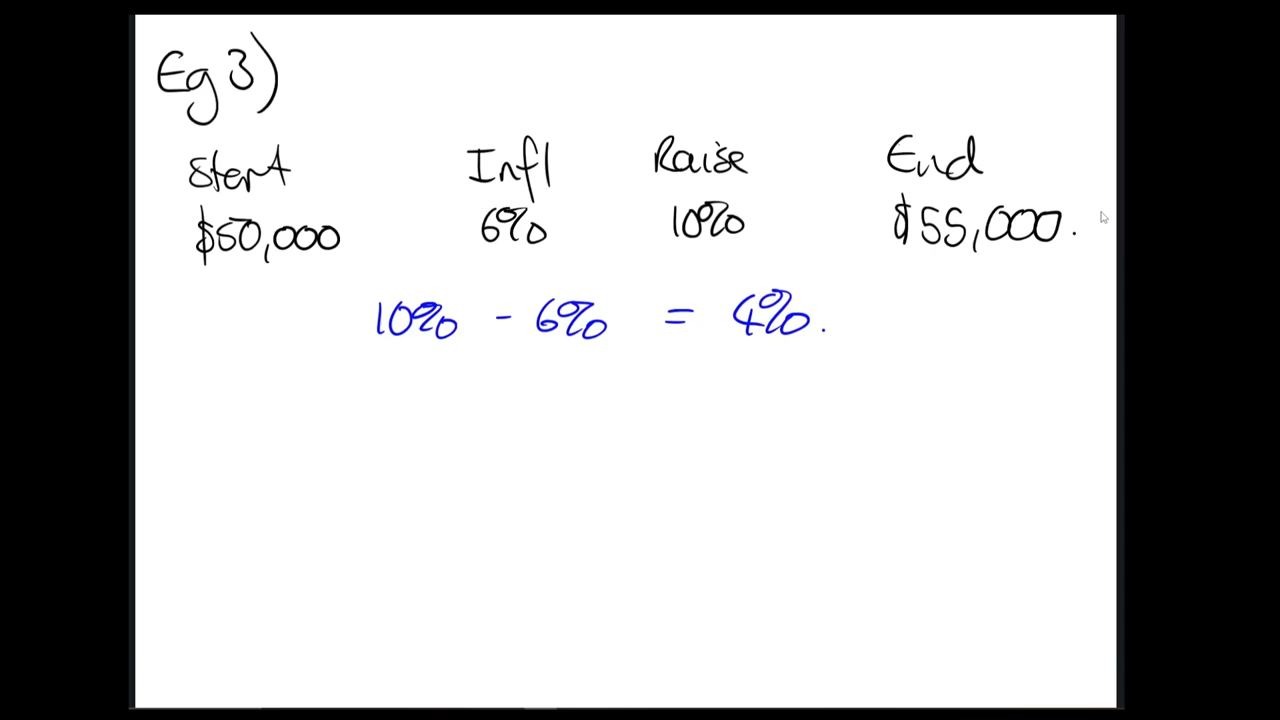 Eg 3)
Start Infl Raise End
$50,000 6% 10% $55,000.
10% - 6% = 4%.